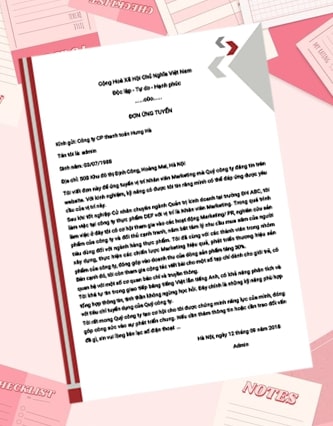 CHECKLIST
Cộng Hoà Xã Hội Chủ Nghĩa Việt Nam
Độc lập - Tự do - Hạnh phúc
-----o0o-----
ĐƠN ỨNG TUYỂN
Kính gửi: Công ty CP thanh toán Hưng Hà
Tên tôi là: admin
Sinh năm: 03/07/1988
Địa chỉ: 50B Khu đô thị Định Công, Hoàng Mai, Hà Nội
Tôi viết đơn này để ứng tuyển vị trí Nhân viên Marketing mà Quý công ty đăng tin trên
website. Với kinh nghiệm, kỹ năng có được tôi tin rằng mình có thể đáp ứng được yêu
cầu của vị trí này.
Sau khi tốt nghiệp Cử nhân chuyên ngành Quản trị kinh doanh tại trường ĐH ABC, tôi
làm việc tại công ty thực phẩm DEF với vị trí là Nhân viên Marketing. Trong quá trình
làm việc ở đây tôi có cơ hội tham gia vào các hoạt động Marketing/ PR, nghiên cứu sản
phẩm của công ty và đối thủ cạnh tranh, nắm bắt tâm lý nhu cầu mua sắm của người
tiêu dùng đối với ngành hàng thực phẩm. Tôi đã cùng với các thành viên trong nhóm
xây dựng, thực hiện các chiến lược Marketing hiệu quả, phát triển thương hiệu sản
phẩm của công ty, đóng góp vào doanh thu của dòng sản phẩm tăng 30%.
Bên cạnh đó, tôi còn tham gia cộng tác viết bài cho một số tạp chí dành cho giới trẻ, có
quan hệ với một số cơ quan báo chí và truyền thông.
Tôi khá tự tin trong giao tiếp bằng tiếng Việt lẫn tiếng Anh, có khả năng phân tích và
tổng hợp thông tin, tinh thần không ngừng học hỏi. Đây chính là những kỹ năng phù hợp
với tiêu chí tuyển dụng của Quý công ty.
Tôi rất mong Quý công ty tạo cơ hội cho tôi được chứng minh năng lực của mình, đóng
góp công sức vào sự phát triển chung. Nếu cần thêm thông tin hoặc cần trao đổi vấn
đề gì, xin vui lòng liên lạc số điện thoại ...
Hà Nội, ngày 12 tháng 09 năm 2018
Admin
CHECKLIST
NOTES